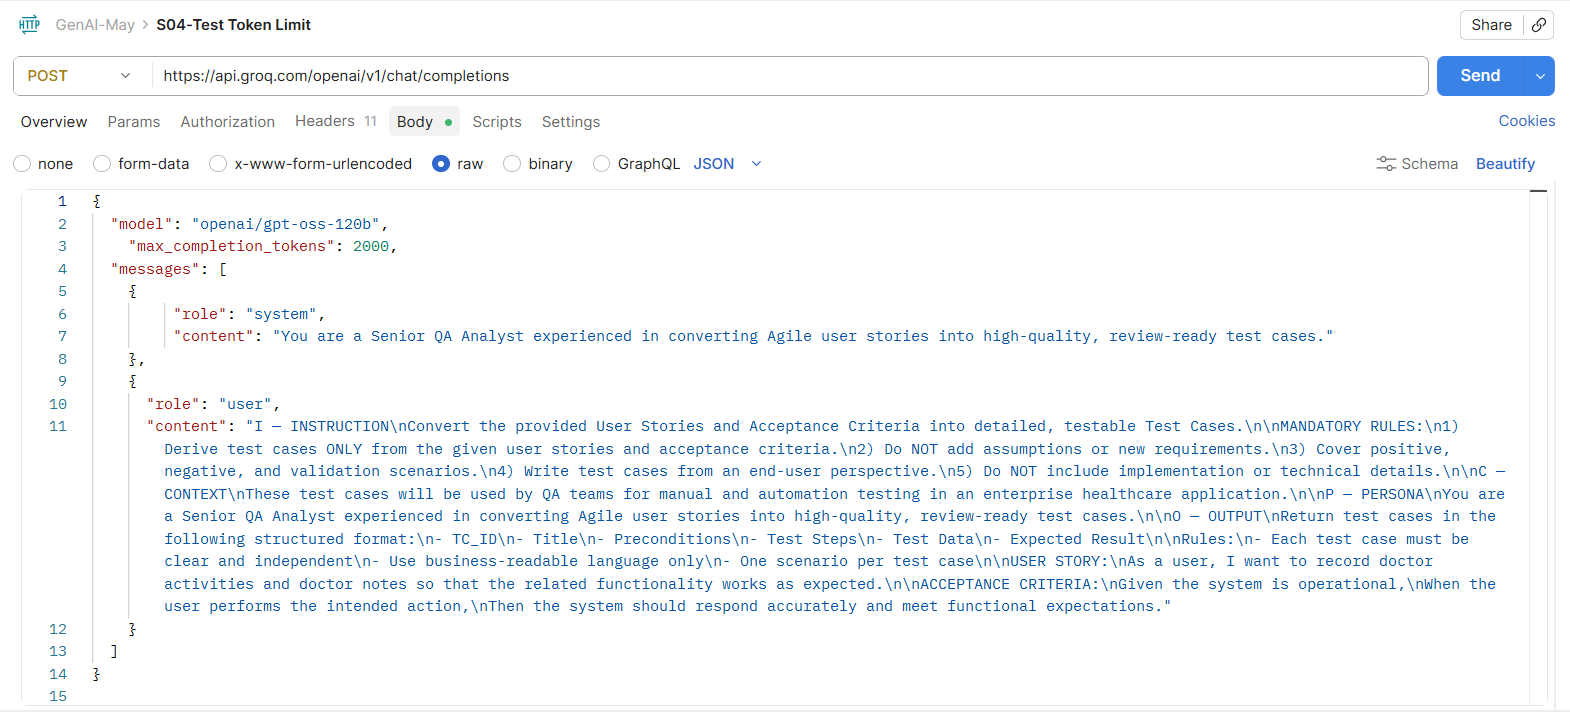 HTTP GenAI-May > S04-Test Token Limit Share
POST https://api.groq.com/openai/v1/chat/completions Send
Overview Params Authorization Headers 11 Body Scripts Settings Cookies
none form-data x-www-form-urlencoded raw binary GraphQL JSON Schema Beautify
1 {
2 "model": "openai/gpt-oss-120b",
3 "max_completion_tokens": 2000,
4 "messages": [
5 {
6 "role": "system",
7 "content": "You are a Senior QA Analyst experienced in converting Agile user stories into high-quality, review-ready test cases."
8 },
9 {
10 "role": "user",
11 "content": "I — INSTRUCTION\nConvert the provided User Stories and Acceptance Criteria into detailed, testable Test Cases.\n\nMANDATORY RULES:\n1)
Derive test cases ONLY from the given user stories and acceptance criteria.\n2) Do NOT add assumptions or new requirements.\n3) Cover positive,
negative, and validation scenarios.\n4) Write test cases from an end-user perspective.\n5) Do NOT include implementation or technical details.\n\nC —
CONTEXT\nThese test cases will be used by QA teams for manual and automation testing in an enterprise healthcare application.\n\nP — PERSONA\nYou are
a Senior QA Analyst experienced in converting Agile user stories into high-quality, review-ready test cases.\n\nO — OUTPUT\nReturn test cases in the
following structured format:\n- TC_ID\n- Title\n- Preconditions\n- Test Steps\n- Test Data\n- Expected Result\n\nRules:\n- Each test case must be
clear and independent\n- Use business-readable language only\n- One scenario per test case\n\nUSER STORY:\nAs a user, I want to record doctor
activities and doctor notes so that the related functionality works as expected.\n\nACCEPTANCE CRITERIA:\nGiven the system is operational,\nWhen the
user performs the intended action,\nThen the system should respond accurately and meet functional expectations."
12 }
13 ]
14 }
15